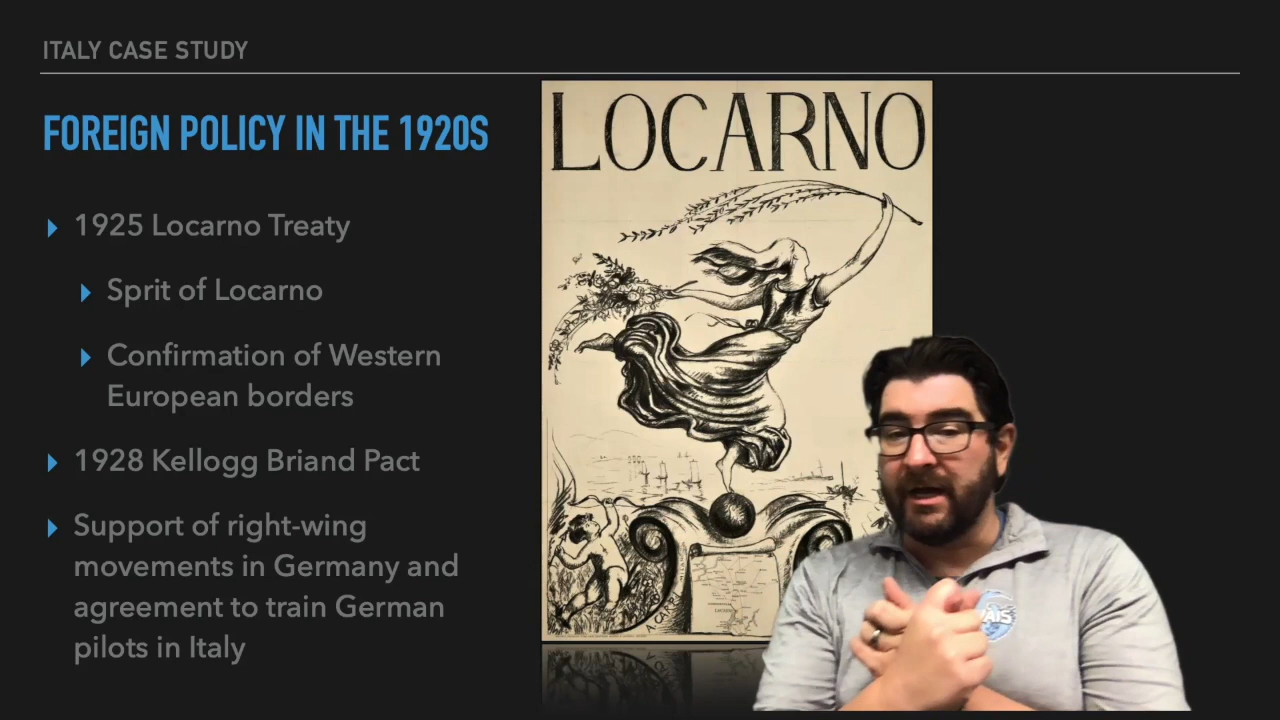 ITALY CASE STUDY
FOREIGN POLICY IN THE 1920S
1925 Locarno Treaty
Sprit of Locarno
Confirmation of Western
European borders
1928 Kellogg Briand Pact
Support of right-wing
movements in Germany and
agreement to train German
pilots in Italy
LOCARNO